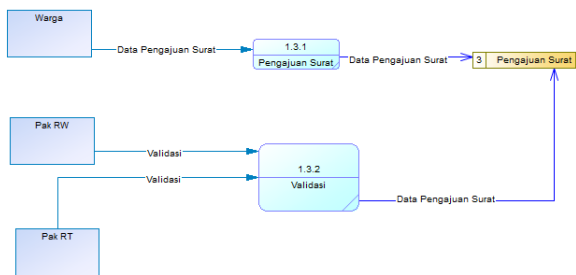 Warga
Data Pengajuan Surat
1.3.1
Pengajuan Surat
Data Pengajuan Surat
3 Pengajuan Surat
Pak RW
Validasi
Validasi
1.3.2
Validasi
Data Pengajuan Surat
Pak RT